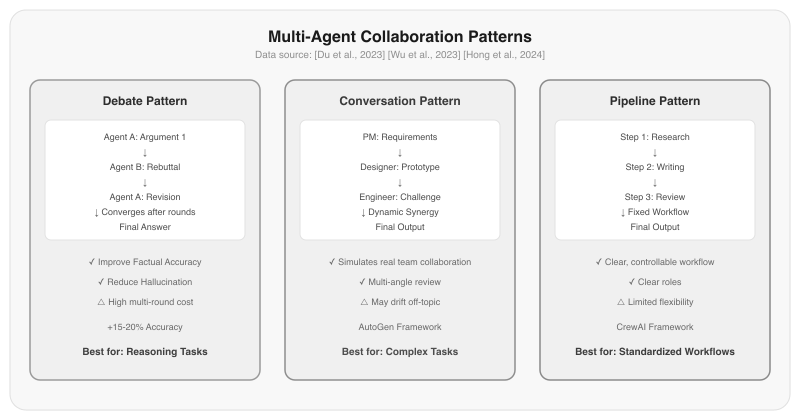 Multi-Agent Collaboration Patterns
Data source: [Du et al., 2023] [Wu et al., 2023] [Hong et al., 2024]
Debate Pattern
Agent A: Argument 1
↓
Agent B: Rebuttal
↓
Agent A: Revision
↓ Converges after rounds
Final Answer
✓ Improve Factual Accuracy
✓ Reduce Hallucination
△ High multi-round cost
+15-20% Accuracy
Best for: Reasoning Tasks
Conversation Pattern
PM: Requirements
↓
Designer: Prototype
↓
Engineer: Challenge
↓ Dynamic Synergy
Final Output
✓ Simulates real team collaboration
✓ Multi-angle review
△ May drift off-topic
AutoGen Framework
Best for: Complex Tasks
Pipeline Pattern
Step 1: Research
↓
Step 2: Writing
↓
Step 3: Review
↓ Fixed Workflow
Final Output
✓ Clear, controllable workflow
✓ Clear roles
△ Limited flexibility
CrewAI Framework
Best for: Standardized Workflows